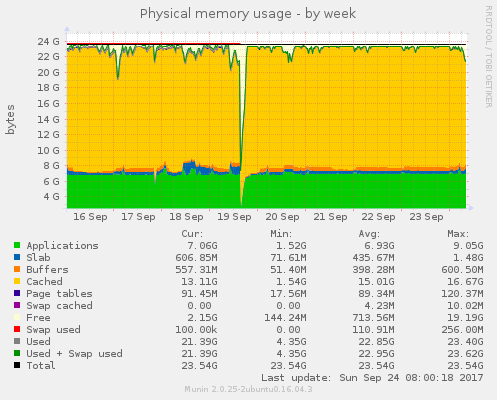 Physical memory usage - by week
RRDTOOL / TOBI OETIKER
bytes
24 G
22 G
20 G
18 G
16 G
14 G
12 G
10 G
8 G
6 G
4 G
16 Sep 17 Sep 18 Sep 19 Sep 20 Sep 21 Sep 22 Sep 23 Sep
Cur: Min: Avg: Max:
Applications 7.06G 1.52G 6.93G 9.05G
Slab 606.85M 71.61M 435.67M 1.48G
Buffers 557.31M 51.40M 398.28M 600.50M
Cached 13.11G 1.54G 15.01G 16.67G
Page tables 91.45M 17.56M 89.34M 120.37M
Swap cached 0.00 0.00 4.23M 10.02M
Free 2.15G 144.24M 713.56M 19.19G
Swap used 100.00k 0.00 110.91M 256.00M
Used 21.39G 4.35G 22.85G 23.40G
Used + Swap used 21.39G 4.35G 22.95G 23.62G
Total 23.54G 23.54G 23.54G 23.54G
Last update: Sun Sep 24 08:00:18 2017
Munin 2.0.25-2ubuntu0.16.04.3